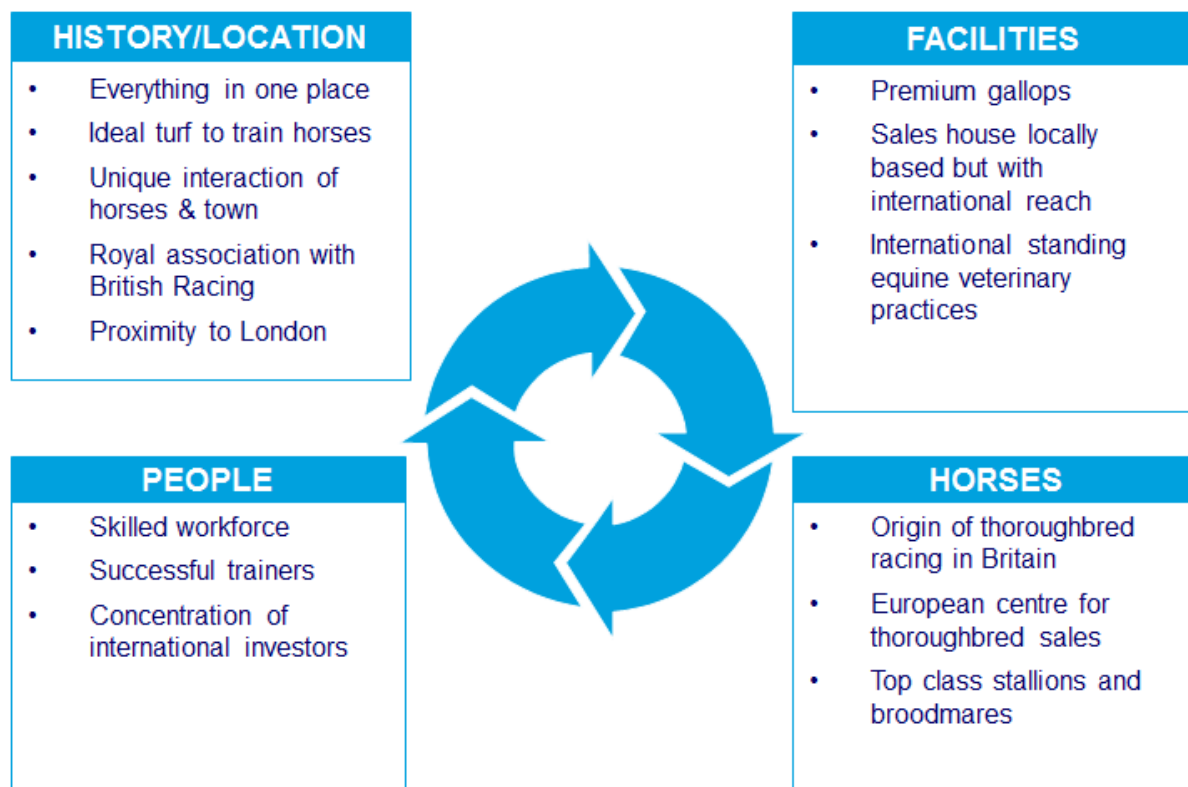 HISTORY/LOCATION
• Everything in one place
• Ideal turf to train horses
• Unique interaction of
horses & town
• Royal association with
British Racing
• Proximity to London
FACILITIES
• Premium gallops
• Sales house locally
based but with
international reach
• International standing
equine veterinary
practices
PEOPLE
• Skilled workforce
• Successful trainers
• Concentration of
international investors
HORSES
• Origin of thoroughbred
racing in Britain
• European centre for
thoroughbred sales
• Top class stallions and
broodmares